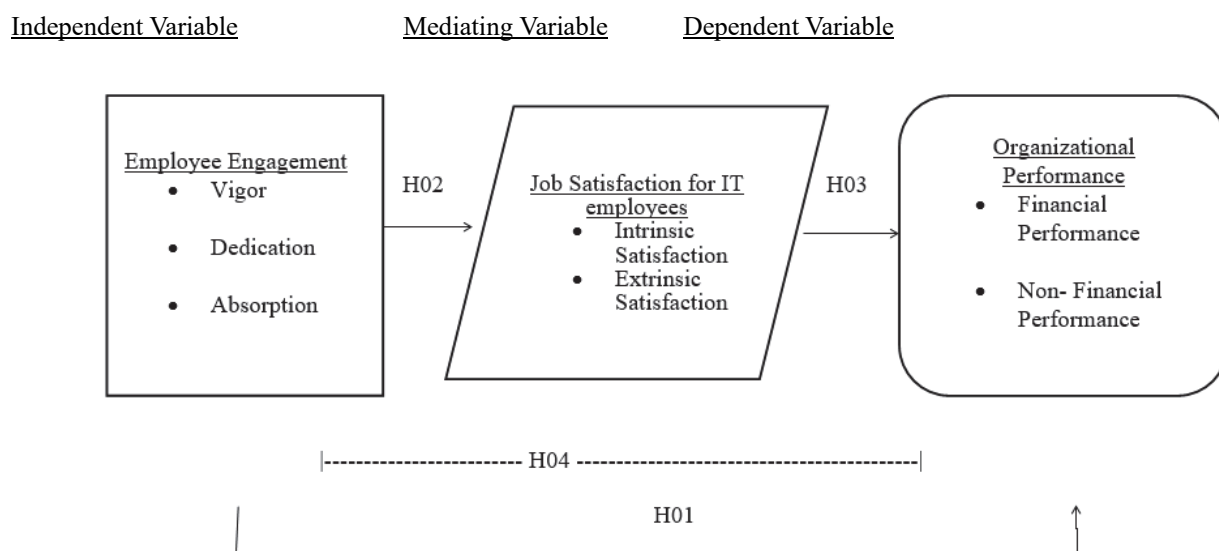 Independent Variable
Mediating Variable
Dependent Variable
Employee Engagement
• Vigor
• Dedication
• Absorption
H02
Job Satisfaction for IT
employees
• Intrinsic
Satisfaction
• Extrinsic
Satisfaction
H03
Organizational
Performance
• Financial
Performance
• Non- Financial
Performance
|------------------------ H04 ----------------------------------------|
H01